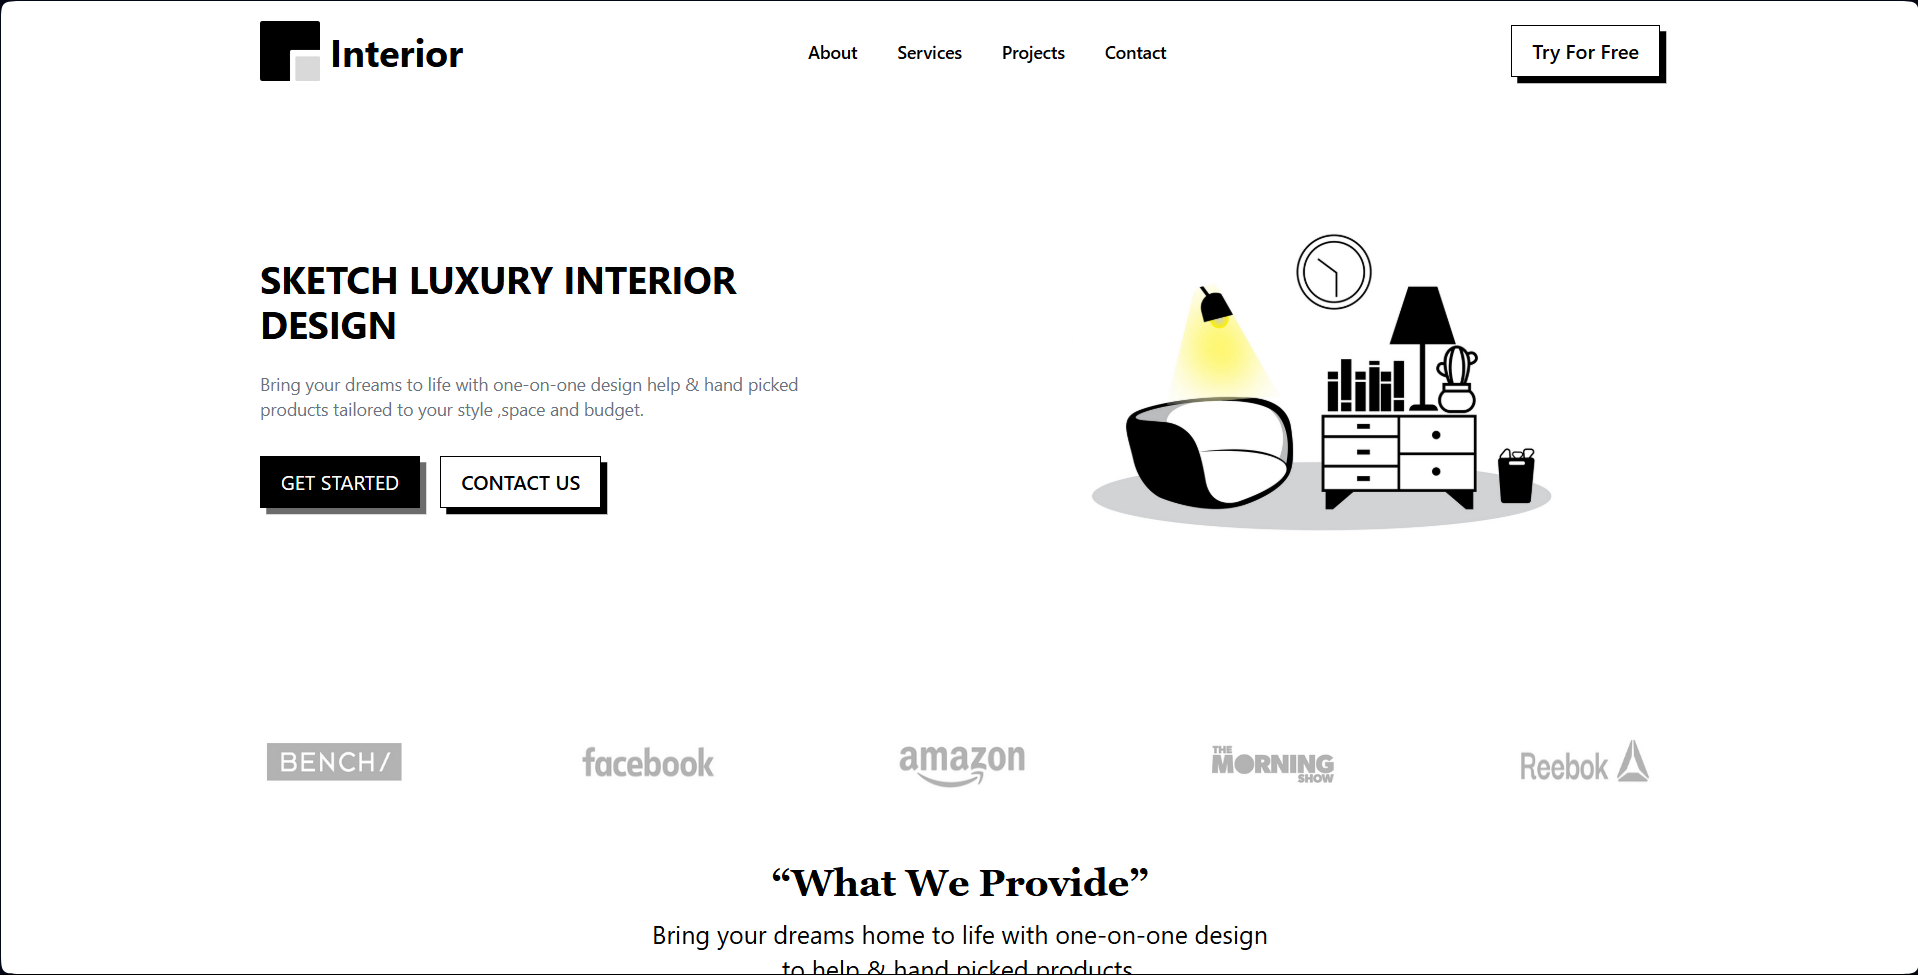 Interior
About Services Projects Contact
Try For Free
SKETCH LUXURY INTERIOR
DESIGN
Bring your dreams to life with one-on-one design help & hand picked
products tailored to your style ,space and budget.
GET STARTED CONTACT US
BENCH/
facebook
amazon
THE
MORNING
SHOW
Reebok
“What We Provide”
Bring your dreams home to life with one-on-one design
to help & hand picked products